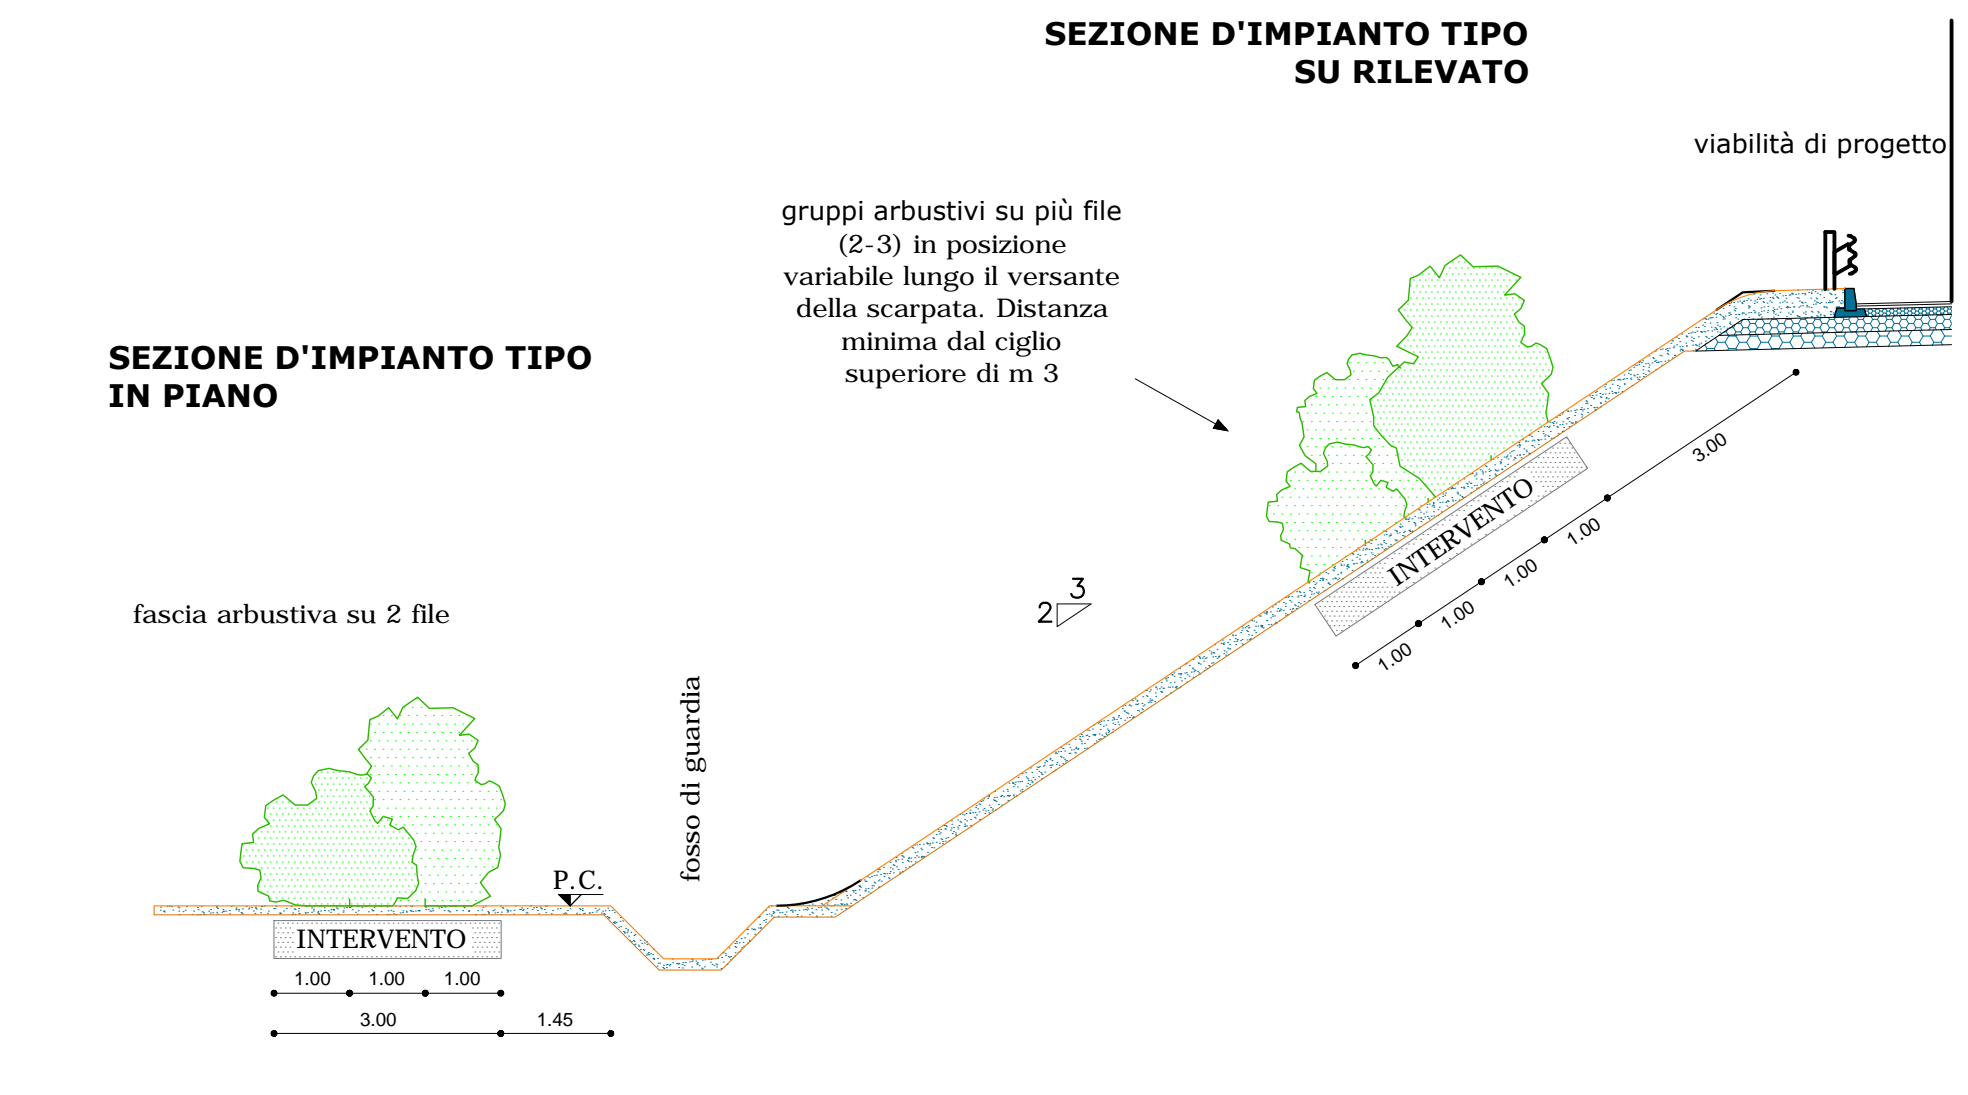 SEZIONE D'IMPIANTO TIPO
SU RILEVATO
viabilità di progetto
gruppi arbustivi su più file
(2-3) in posizione
variabile lungo il versante
della scarpata. Distanza
minima dal ciglio
superiore di m 3
SEZIONE D'IMPIANTO TIPO
IN PIANO
3.00
INTERVENTO
1.00
1.00
1.00
1.00
3
2
fascia arbustiva su 2 file
fosso di guardia
P.C.
INTERVENTO
1.00 1.00 1.00
3.00 1.45